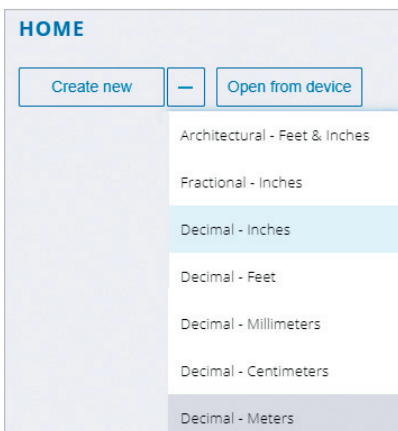 HOME
Create new — Open from device
Architectural - Feet & Inches
Fractional - Inches
Decimal - Inches
Decimal - Feet
Decimal - Millimeters
Decimal - Centimeters
Decimal - Meters